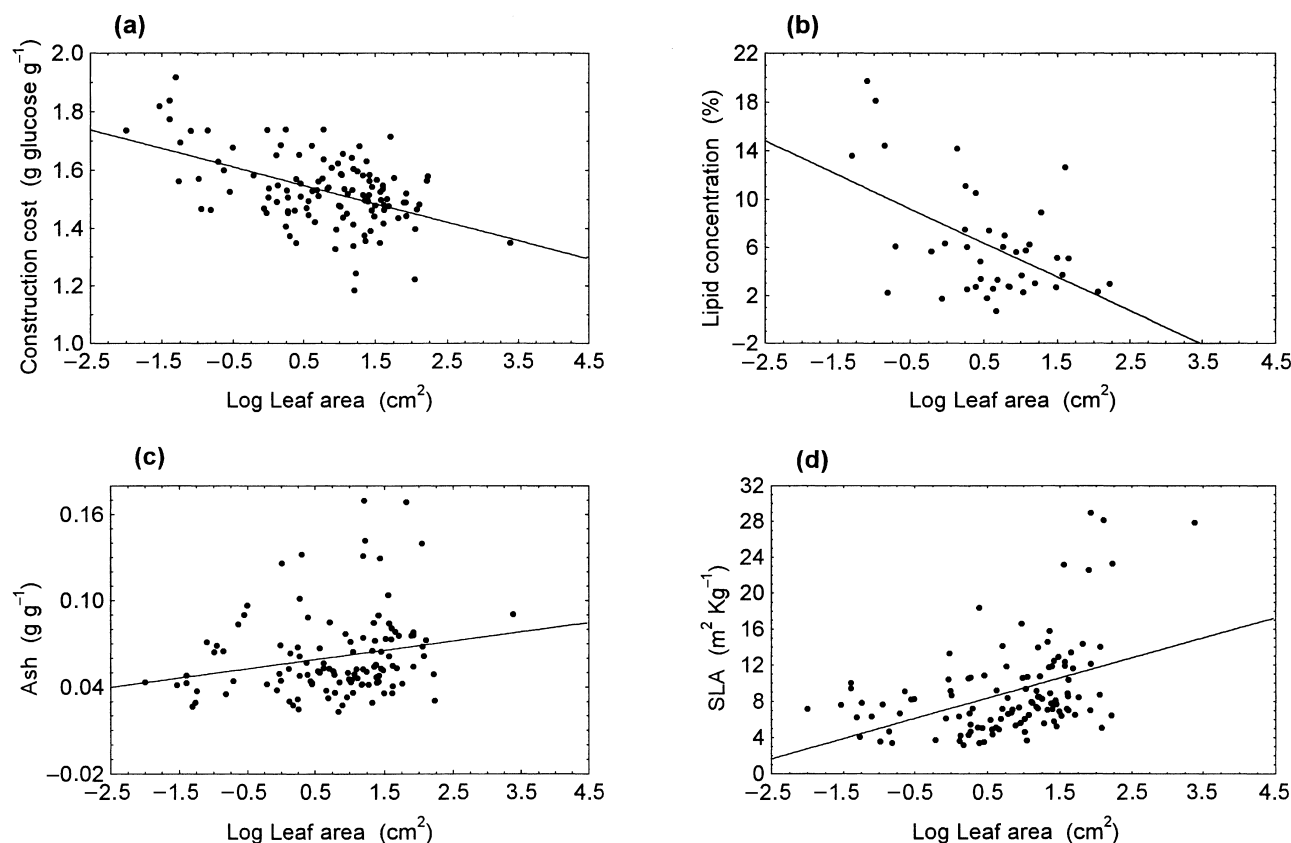 (a)
Construction cost (g glucose g⁻¹)
2.0
1.8
1.6
1.4
1.2
1.0
−2.5 −1.5 −0.5 0.5 1.5 2.5 3.5 4.5
Log Leaf area (cm²)
(b)
Lipid concentration (%)
22
18
14
10
6
2
−2
−2.5 −1.5 −0.5 0.5 1.5 2.5 3.5 4.5
Log Leaf area (cm²)
(c)
Ash (g g⁻¹)
0.16
0.10
0.04
−0.02
−2.5 −1.5 −0.5 0.5 1.5 2.5 3.5 4.5
Log Leaf area (cm²)
(d)
SLA (m² Kg⁻¹)
32
28
24
20
16
12
8
4
0
−2.5 −1.5 −0.5 0.5 1.5 2.5 3.5 4.5
Log Leaf area (cm²)